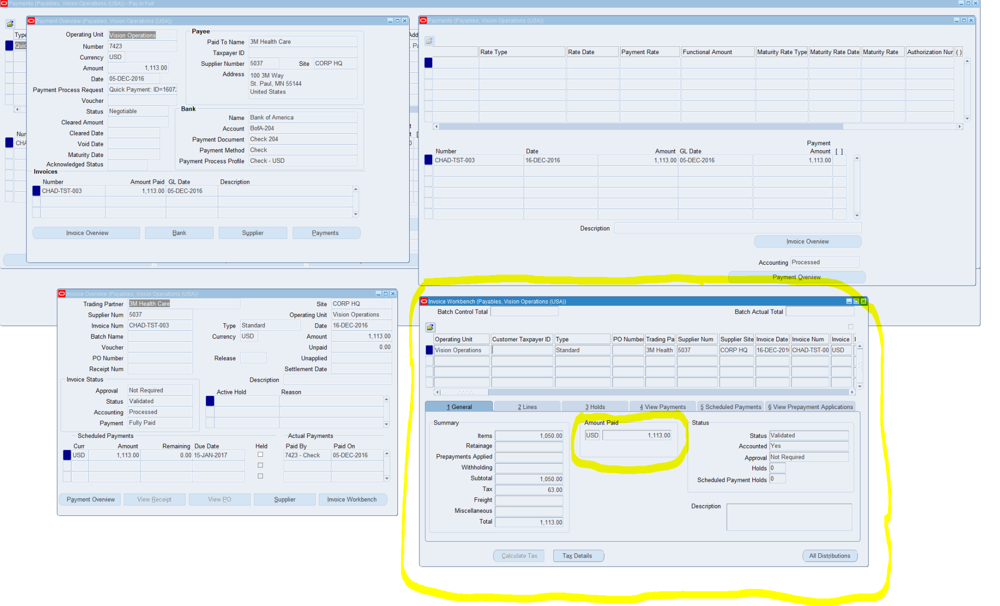 Payments (Payables, Vision Operations (USA)) - Pay in Full
Type
Quic
Num
CHA
Payment Overview (Payables, Vision Operations (USA))
Operating Unit Vision Operations
Number 7423
Currency USD
Amount 1,113.00
Date 05-DEC-2016
Payment Process Request Quick Payment: ID=1607
Voucher
Status Negotiable
Cleared Amount
Cleared Date
Void Date
Maturity Date
Acknowledged Status
Payee
Paid To Name 3M Health Care
Taxpayer ID
Supplier Number 5037 Site CORP HQ
Address 100 3M Way
St. Paul, MN 55144
United States
Bank
Name Bank of America
Account BofA-204
Payment Document Check 204
Payment Method Check
Payment Process Profile Check - USD
Invoices
Number Amount Paid GL Date Description
CHAD-TST-003 1,113.00 05-DEC-2016
Invoice Overview Bank Supplier Payments
Add
Payments (Payables, Vision Operations (USA))
Rate Type Rate Date Payment Rate Functional Amount Maturity Rate Type Maturity Rate Date Maturity Rate Authorization Nur ( )
Payment
Number Date Amount GL Date Amount [ ]
CHAD-TST-003 16-DEC-2016 1,113.00 05-DEC-2016 1,113.00
Description
Invoice Overview
Accounting Processed
Payment Overview
Invoice Overview (Payables, Vision Operations (USA))
Trading Partner 3M Health Care Site CORP HQ
Supplier Num 5037 Operating Unit Vision Operations
Invoice Num CHAD-TST-003 Type Standard Date 16-DEC-2016
Batch Name Currency USD Amount 1,113.00
Voucher Unpaid 0.00
PO Number Release Unapplied
Receipt Num Settlement Date
Invoice Status Description
Approval Not Required Active Hold Reason
Status Validated
Accounting Processed
Payment Fully Paid
Scheduled Payments Actual Payments
Curr Amount Remaining Due Date Held Paid By Paid On
USD 1,113.00 0.00 15-JAN-2017 7423 - Check 05-DEC-2016
Payment Overview View Receipt View PO Supplier Invoice Workbench
Invoice Workbench (Payables, Vision Operations (USA))
Batch Control Total Batch Actual Total
Operating Unit Customer Taxpayer ID Type PO Number Trading Pa Supplier Num Supplier Site Invoice Date Invoice Num Invoice
Vision Operations Standard 3M Health 5037 CORP HQ 16-DEC-201 CHAD-TST-00 USD
1 General 2 Lines 3 Holds 4 View Payments 5 Scheduled Payments 6 View Prepayment Applications
Summary
Items 1,050.00
Retainage
Prepayments Applied
Withholding
Subtotal 1,050.00
Tax 63.00
Freight
Miscellaneous
Total 1,113.00
Amount Paid
USD 1,113.00
Status
Status Validated
Accounted Yes
Approval Not Required
Holds 0
Scheduled Payment Holds 0
Description
Calculate Tax Tax Details All Distributions